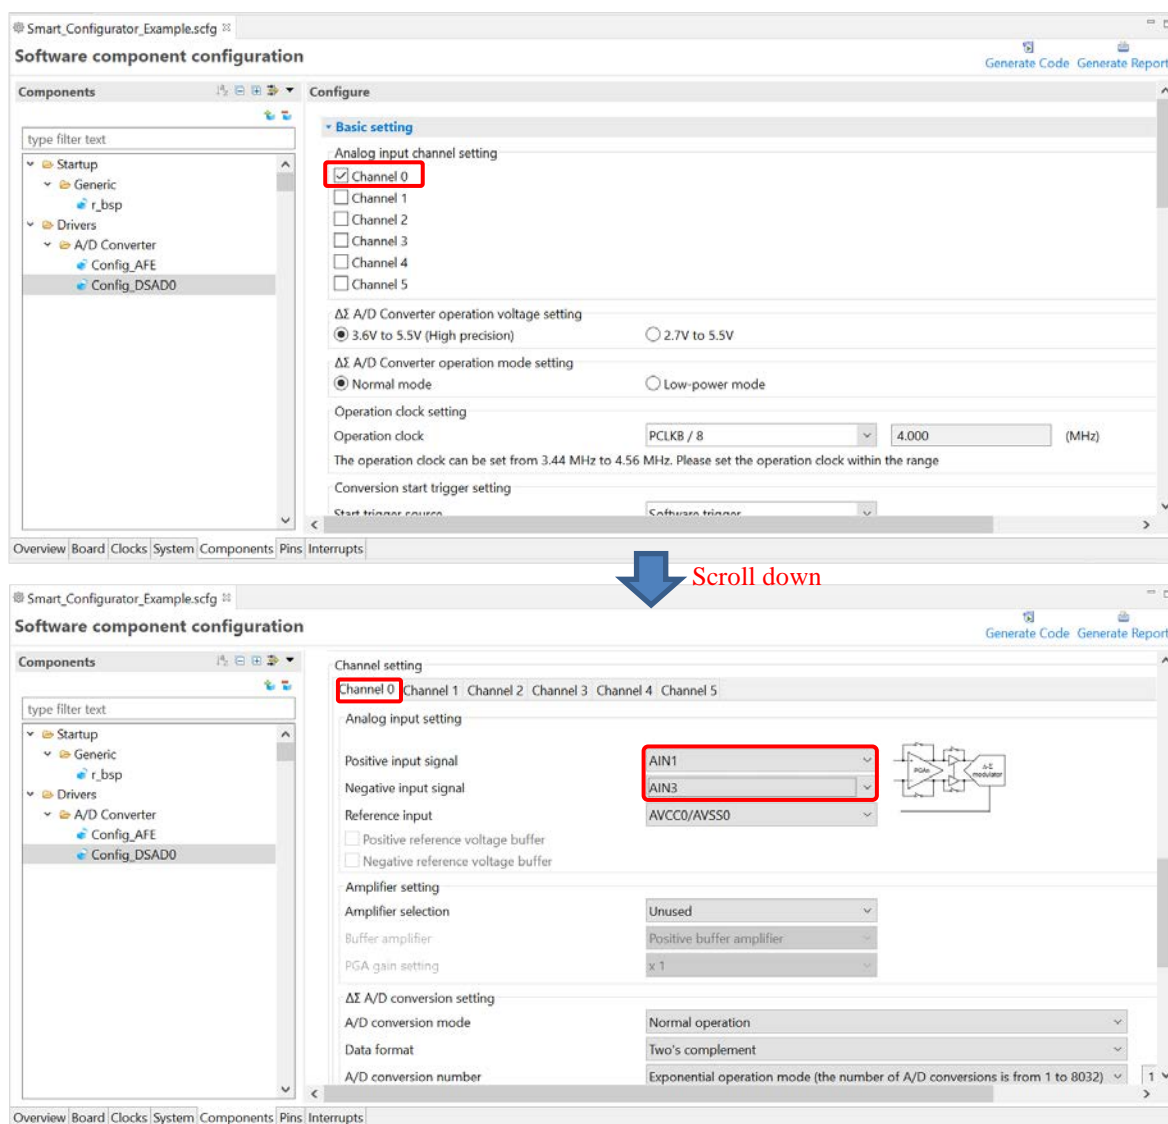 Smart_Configurator_Example.scfg
Software component configuration
Generate Code Generate Report
Components
Configure
type filter text
Startup
Generic
r_bsp
Drivers
A/D Converter
Config_AFE
Config_DSAD0
Basic setting
Analog input channel setting
Channel 0
Channel 1
Channel 2
Channel 3
Channel 4
Channel 5
ΔΣ A/D Converter operation voltage setting
3.6V to 5.5V (High precision) 2.7V to 5.5V
ΔΣ A/D Converter operation mode setting
Normal mode Low-power mode
Operation clock setting
Operation clock PCLKB / 8 4.000 (MHz)
The operation clock can be set from 3.44 MHz to 4.56 MHz. Please set the operation clock within the range
Conversion start trigger setting
Start trigger source Software trigger
Overview Board Clocks System Components Pins Interrupts
Scroll down
Smart_Configurator_Example.scfg
Software component configuration
Generate Code Generate Report
Components
type filter text
Startup
Generic
r_bsp
Drivers
A/D Converter
Config_AFE
Config_DSAD0
Channel setting
Channel 0 Channel 1 Channel 2 Channel 3 Channel 4 Channel 5
Analog input setting
Positive input signal AIN1
Negative input signal AIN3
Reference input AVCC0/AVSS0
Positive reference voltage buffer
Negative reference voltage buffer
PGAn
Δ-Σ
modulator
Amplifier setting
Amplifier selection Unused
Buffer amplifier Positive buffer amplifier
PGA gain setting x 1
ΔΣ A/D conversion setting
A/D conversion mode Normal operation
Data format Two's complement
A/D conversion number Exponential operation mode (the number of A/D conversions is from 1 to 8032) 1
Overview Board Clocks System Components Pins Interrupts